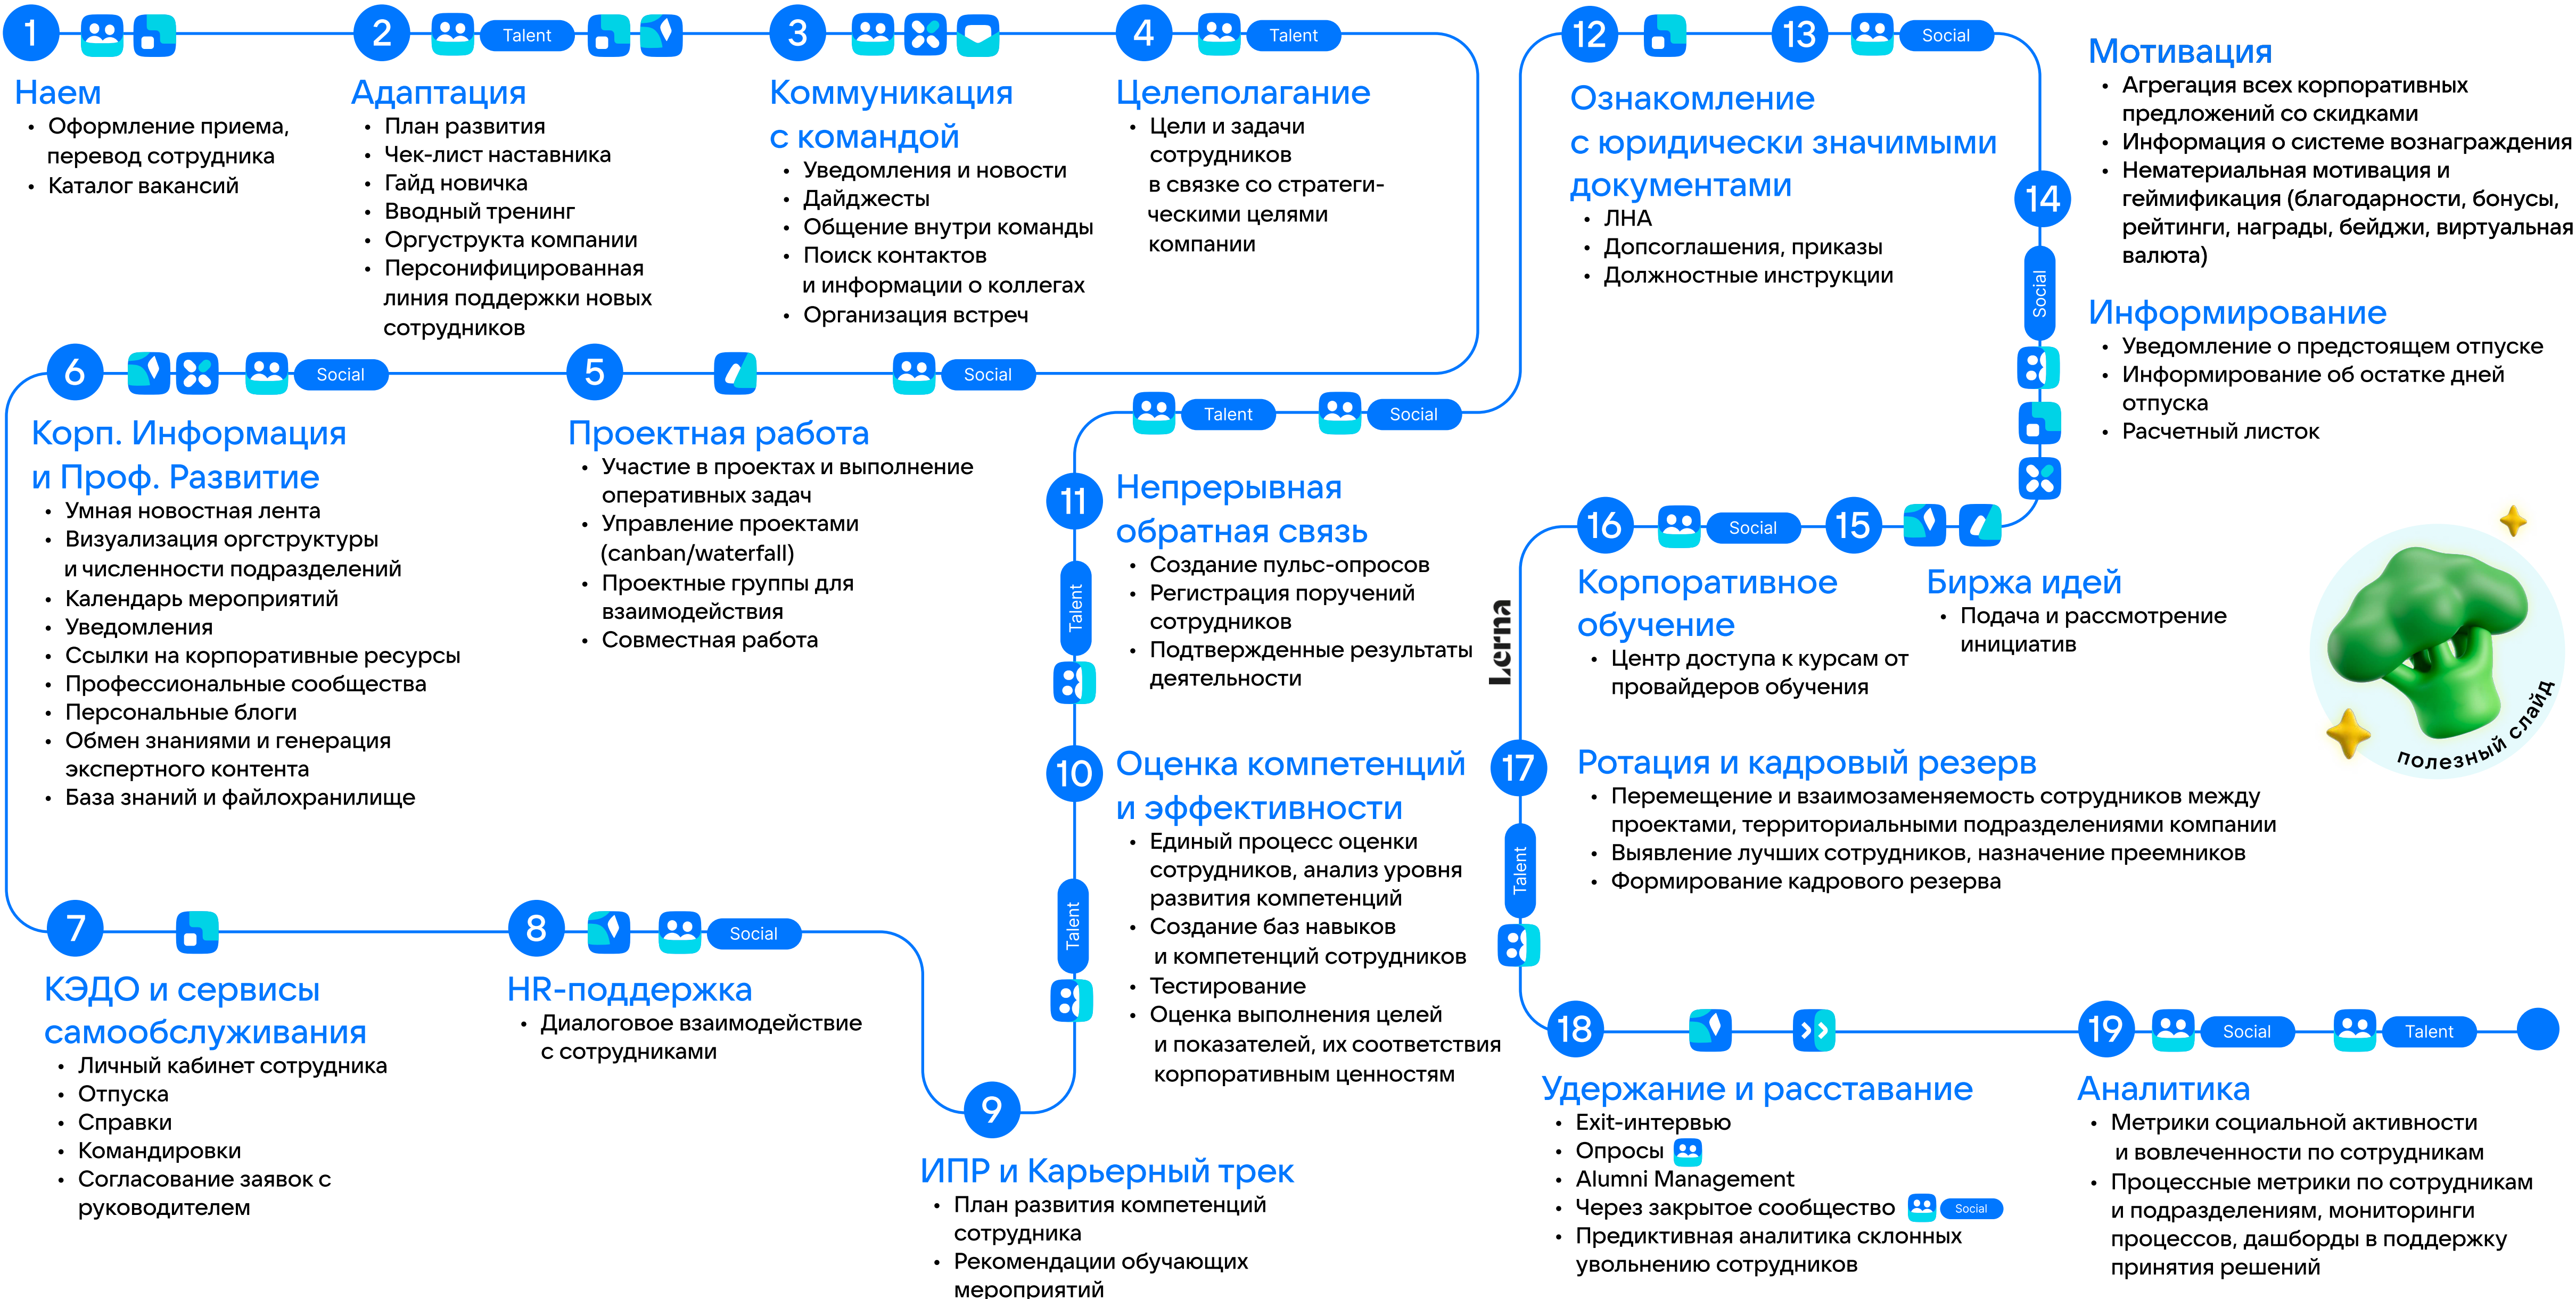 1
Talent
2
3
4
Talent
Наем
Оформление приема,
перевод сотрудника
Каталог вакансий
Адаптация
План развития
Чек-лист наставника
Гайд новичка
Вводный тренинг
Оргуструкта компании
Персонифицированная
линия поддержки новых
сотрудников
Коммуникация
с командой
Уведомления и новости
Дайджесты
Общение внутри команды
Поиск контактов
и информации о коллегах
Организация встреч
Целеполагание
Цели и задачи
сотрудников
в связке со стратеги-
ческими целями
компании
6
Social
5
Social
Корп. Информация
и Проф. Развитие
Умная новостная лента
Визуализация оргструктуры
и численности подразделений
Календарь мероприятий
Уведомления
Ссылки на корпоративные ресурсы
Профессиональные сообщества
Персональные блоги
Обмен знаниями и генерация
экспертного контента
База знаний и файлохранилище
Проектная работа
Участие в проектах и выполнение
оперативных задач
Управление проектами
(canban/waterfall)
Проектные группы для
взаимодействия
Совместная работа
7
КЭДО и сервисы
самообслуживания
Личный кабинет сотрудника
Отпуска
Справки
Командировки
Согласование заявок с
руководителем
8
Social
HR-поддержка
Диалоговое взаимодействие
с сотрудниками
9
ИПР и Карьерный трек
План развития компетенций
сотрудника
Рекомендации обучающих
мероприятий
10
Talent
Оценка компетенций
и эффективности
Единый процесс оценки
сотрудников, анализ уровня
развития компетенций
Создание баз навыков
и компетенций сотрудников
Тестирование
Оценка выполнения целей
и показателей, их соответствия
корпоративным ценностям
11
Talent
Talent
Social
Непрерывная
обратная связь
Создание пульс-опросов
Регистрация поручений
сотрудников
Подтвержденные результаты
деятельности
12
Ознакомление
с юридически значимыми
документами
ЛНА
Допсоглашения, приказы
Должностные инструкции
13
Social
Мотивация
Агрегация всех корпоративных
предложений со скидками
Информация о системе вознаграждения
Нематериальная мотивация и
геймификация (благодарности, бонусы,
рейтинги, награды, бейджи, виртуальная
валюта)
14
Social
Информирование
Уведомление о предстоящем отпуске
Информирование об остатке дней
отпуска
Расчетный листок
16
Social
15
Корпоративное
обучение
Центр доступа к курсам от
провайдеров обучения
Биржа идей
Подача и рассмотрение
инициатив
Lerna
полезный слайд
17
Talent
Ротация и кадровый резерв
Перемещение и взаимозаменяемость сотрудников между
проектами, территориальными подразделениями компании
Выявление лучших сотрудников, назначение преемников
Формирование кадрового резерва
18
Удержание и расставание
Exit-интервью
Опросы
Alumni Management
Через закрытое сообщество Social
Предиктивная аналитика склонных
увольнению сотрудников
19
Social
Talent
Аналитика
Метрики социальной активности
и вовлеченности по сотрудникам
Процессные метрики по сотрудникам
и подразделениям, мониторинги
процессов, дашборды в поддержку
принятия решений